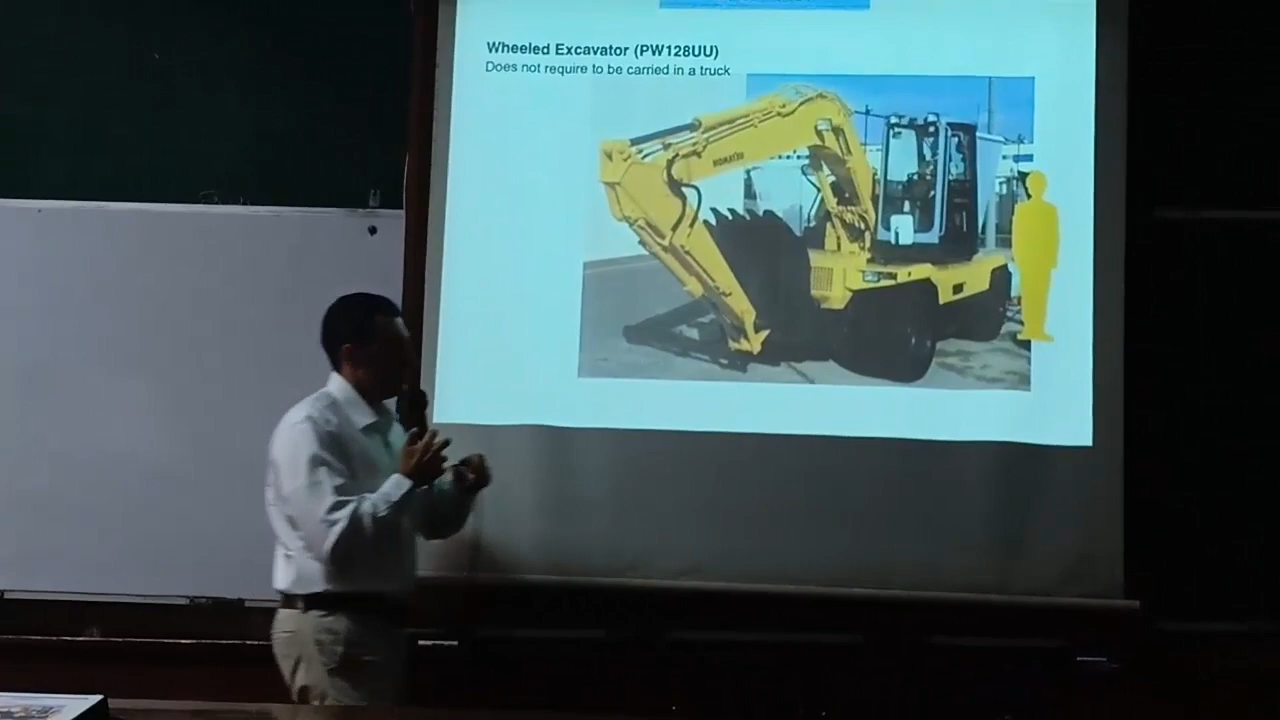 Wheeled Excavator (PW128UU)
Does not require to be carried in a truck
KOMATSU